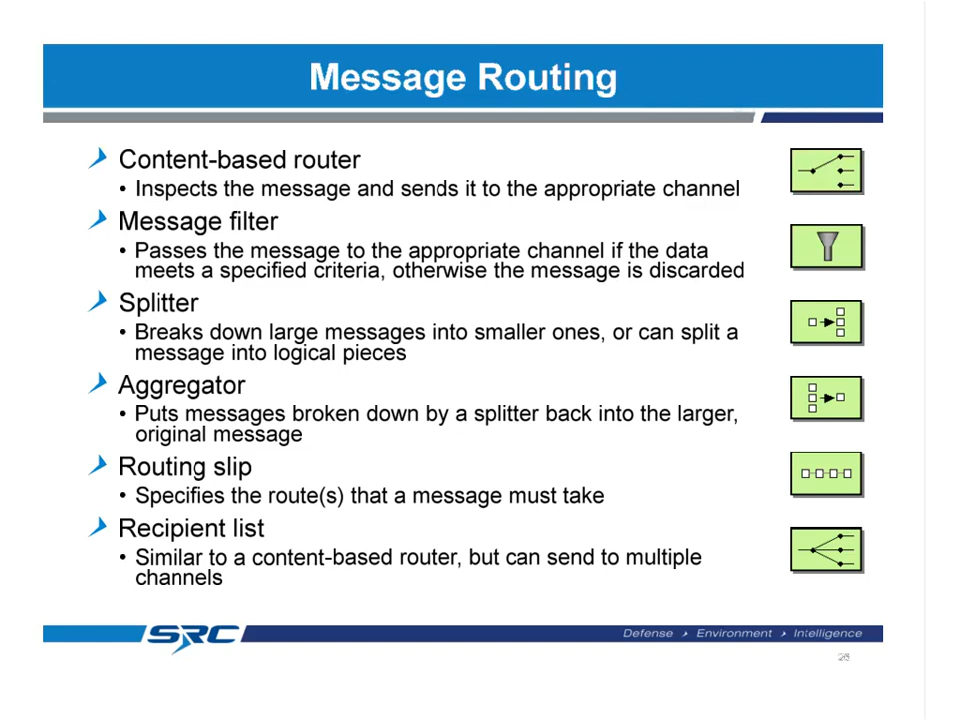 Message Routing
Content-based router
• Inspects the message and sends it to the appropriate channel
Message filter
• Passes the message to the appropriate channel if the data
meets a specified criteria, otherwise the message is discarded
Splitter
• Breaks down large messages into smaller ones, or can split a
message into logical pieces
Aggregator
• Puts messages broken down by a splitter back into the larger,
original message
Routing slip
• Specifies the route(s) that a message must take
Recipient list
• Similar to a content-based router, but can send to multiple
channels
SRC
Defense Environment Intelligence